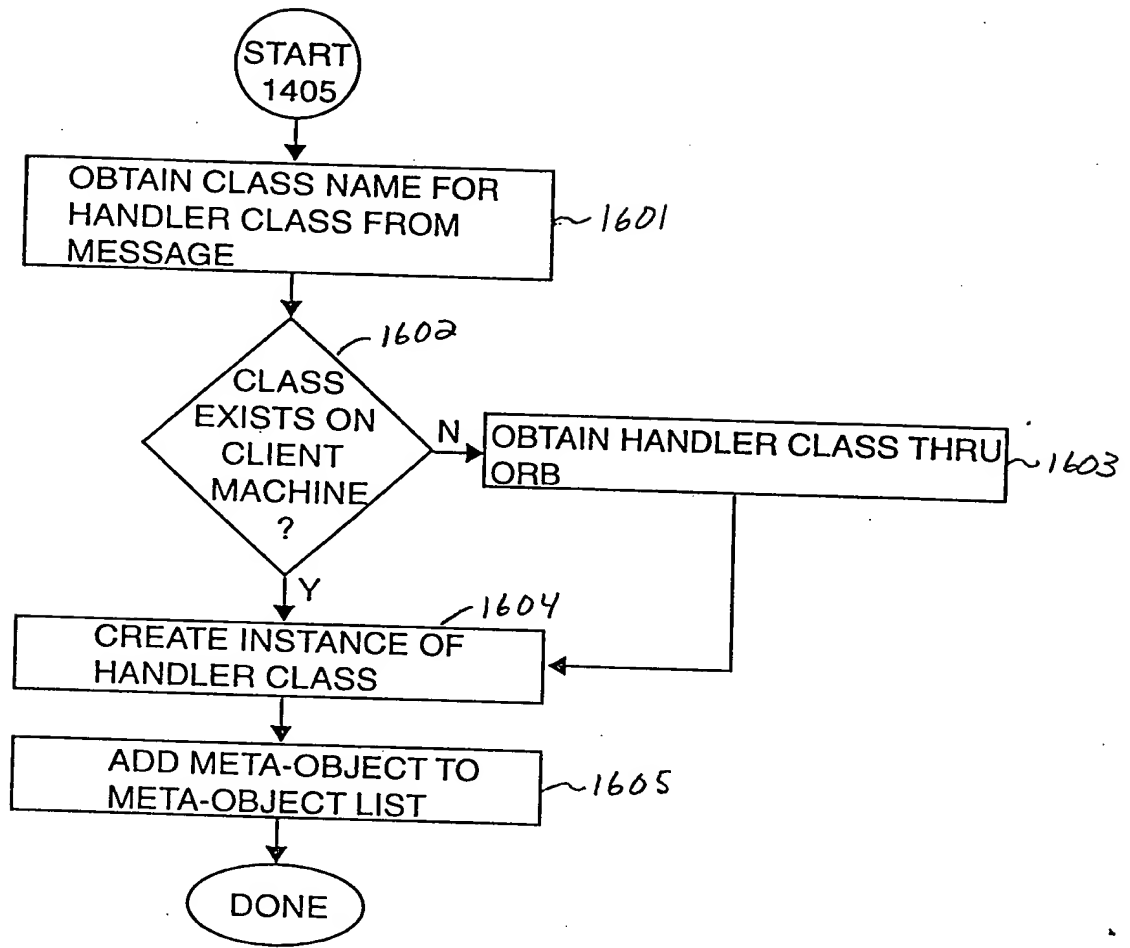 START
1405
OBTAIN CLASS NAME FOR
HANDLER CLASS FROM
MESSAGE
1601
1602
CLASS
EXISTS ON
CLIENT
MACHINE
?
N
OBTAIN HANDLER CLASS THRU
ORB
1603
Y
1604
CREATE INSTANCE OF
HANDLER CLASS
ADD META-OBJECT TO
META-OBJECT LIST
1605
DONE